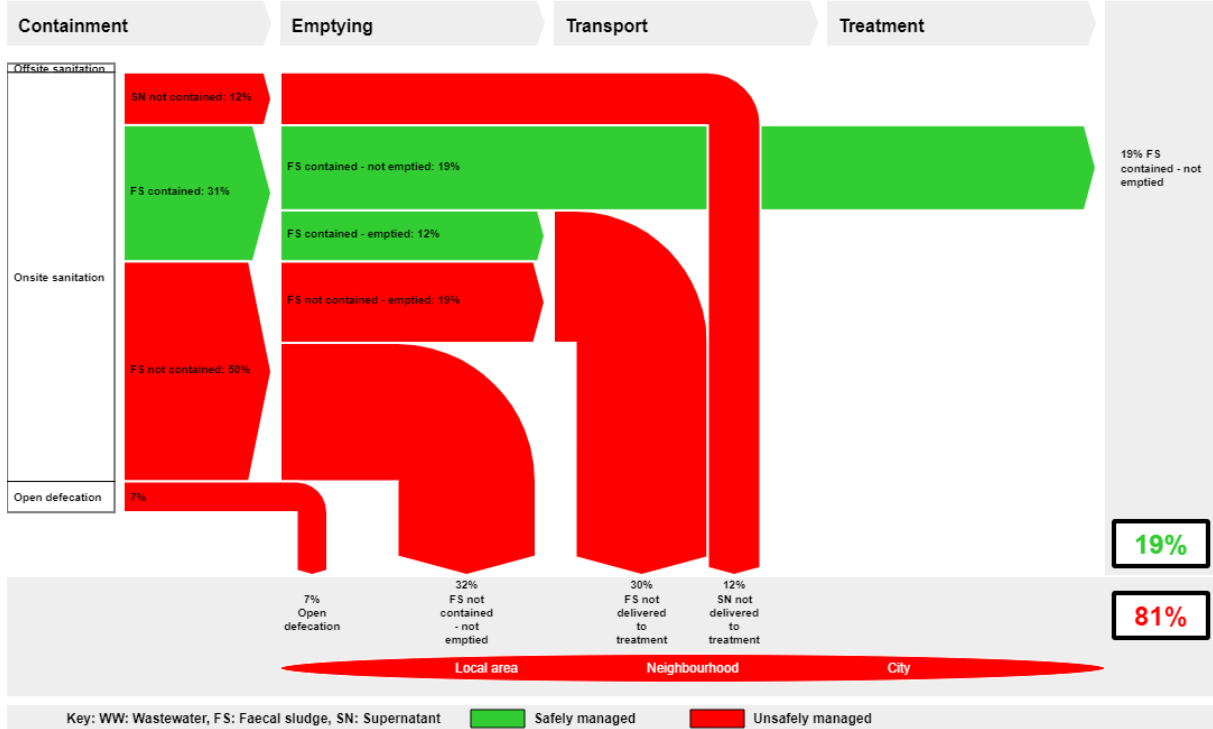 Containment
Emptying
Transport
Treatment
Offsite sanitation
SN not contained: 12%
FS contained - not emptied: 19%
19% FS
contained - not
emptied
FS contained: 31%
FS contained - emptied: 12%
Onsite sanitation
FS not contained - emptied: 19%
FS not contained: 50%
Open defecation
7%
19%
7%
Open
defecation
32%
FS not
contained
- not
emptied
30%
FS not
delivered
to
treatment
12%
SN not
delivered
to
treatment
81%
Local area
Neighbourhood
City
Key: WW: Wastewater, FS: Faecal sludge, SN: Supernatant
Safely managed
Unsafely managed